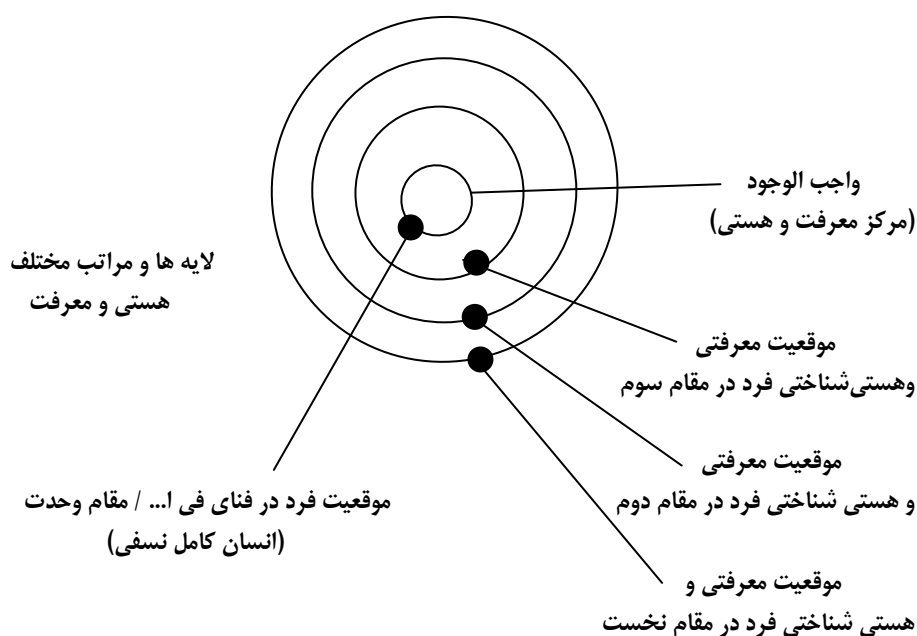 واجب الوجود
(مرکز معرفت و هستی)
لایه ها و مراتب مختلف
هستی و معرفت
موقعیت معرفتی
وهستی‌شناختی فرد در مقام سوم
موقعیت معرفتی
و هستی شناختی فرد در مقام دوم
موقعیت فرد در فنای فی ا... / مقام وحدت
(انسان کامل نسفی)
موقعیت معرفتی و
هستی شناختی فرد در مقام نخست